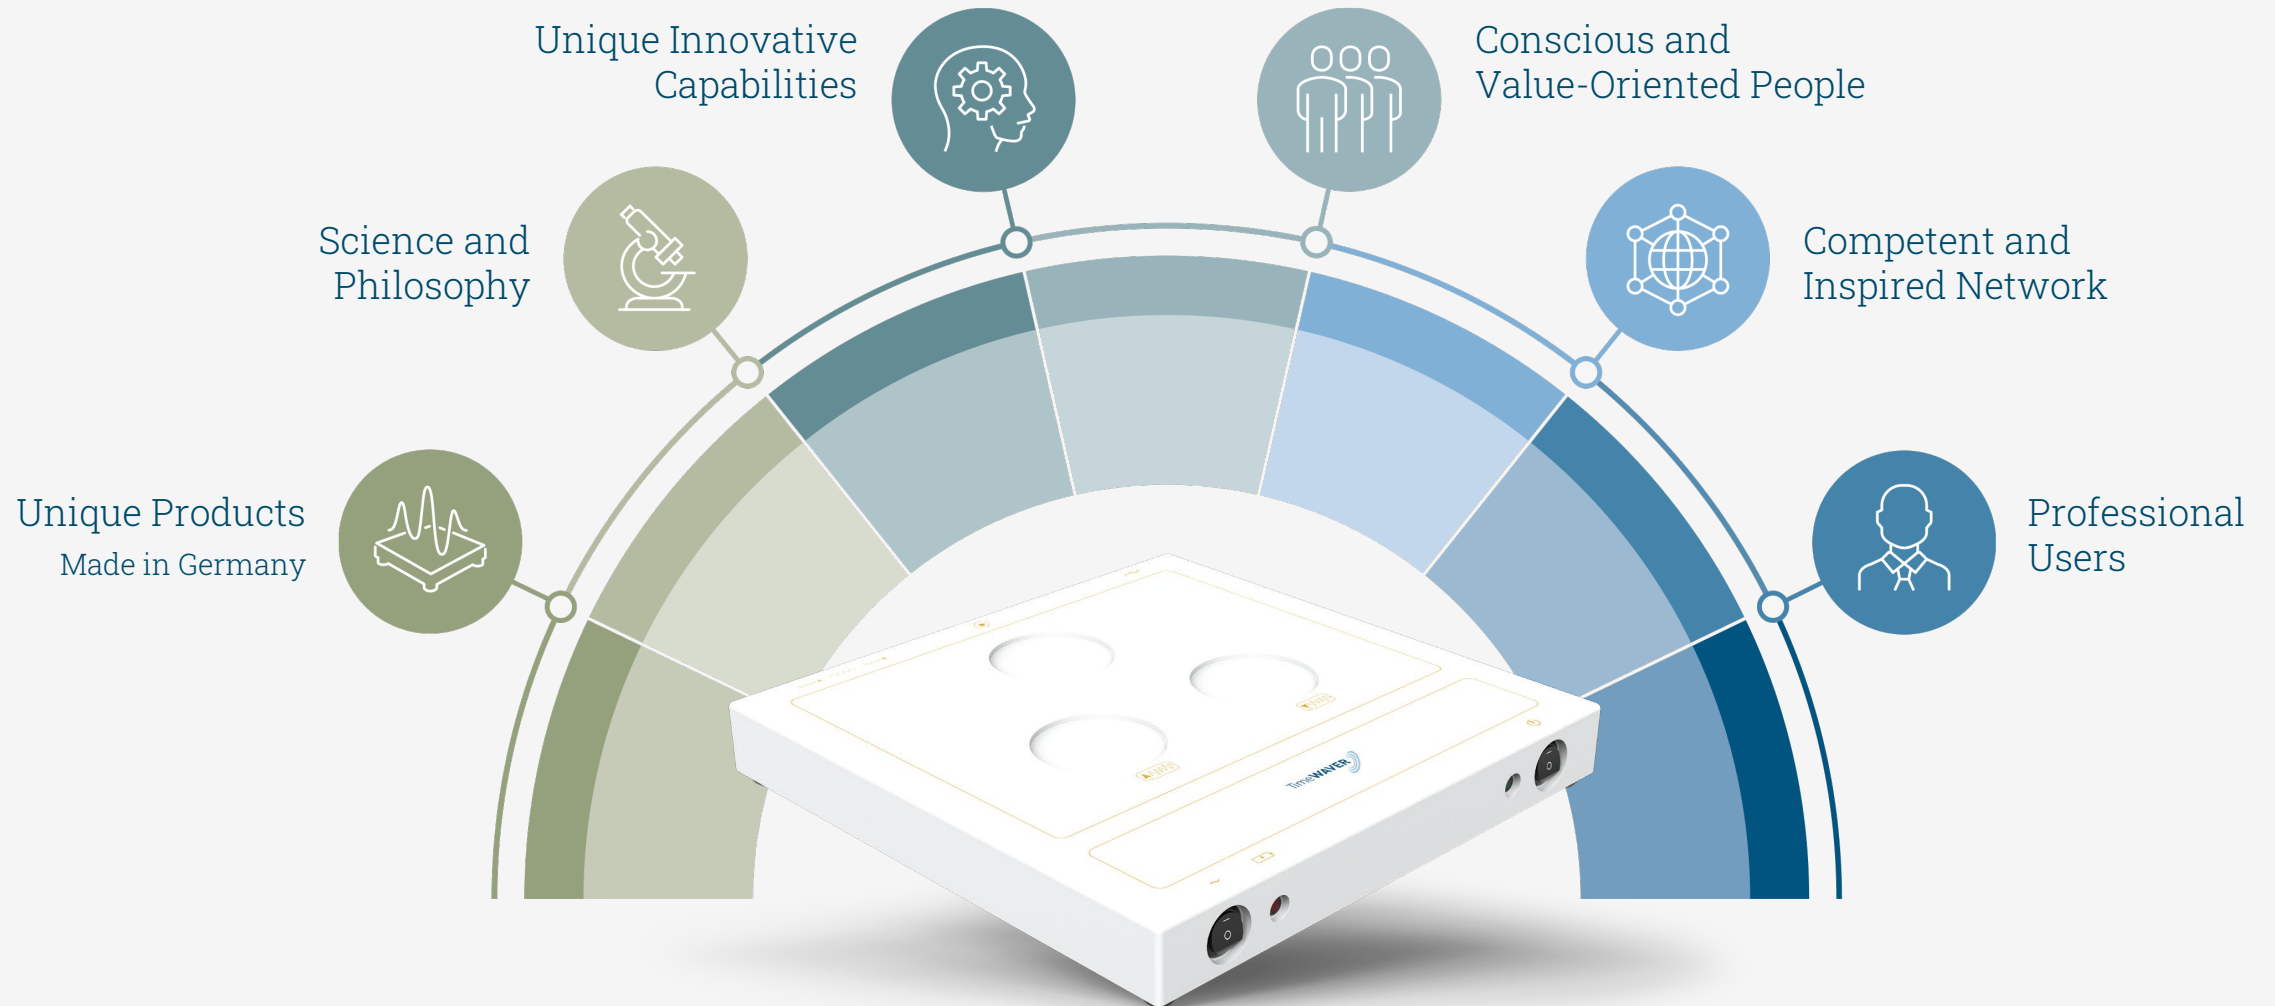 Unique Innovative
Capabilities
Conscious and
Value-Oriented People
Science and
Philosophy
Competent and
Inspired Network
Unique Products
Made in Germany
Professional
Users
TimeWAVER